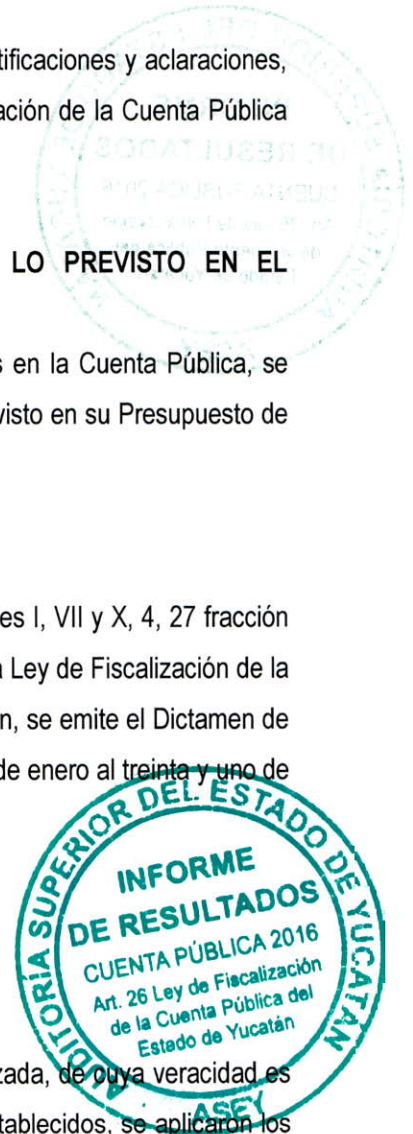 tificaciones y aclaraciones,
ación de la Cuenta Pública
LO PREVISTO EN EL
s en la Cuenta Pública, se
visto en su Presupuesto de
es I, VII y X, 4, 27 fracción
a Ley de Fiscalización de la
n, se emite el Dictamen de
de enero al treinta y uno de
AUDITORÍA SUPERIOR DEL ESTADO DE YUCATÁN
INFORME
DE RESULTADOS
CUENTA PÚBLICA 2016
Art. 26 Ley de Fiscalización
de la Cuenta Pública del
Estado de Yucatán
ASEY
zada, de cuya veracidad es
tablecidos, se aplicaron los